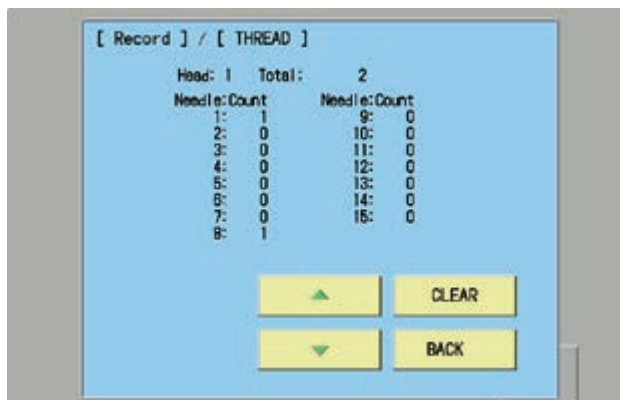 [ Record ] / [ THREAD ]
Head: 1 Total: 2
Needle:Count Needle:Count
1: 1 9: 0
2: 0 10: 0
3: 0 11: 0
4: 0 12: 0
5: 0 13: 0
6: 0 14: 0
7: 0 15: 0
8: 1
CLEAR
BACK